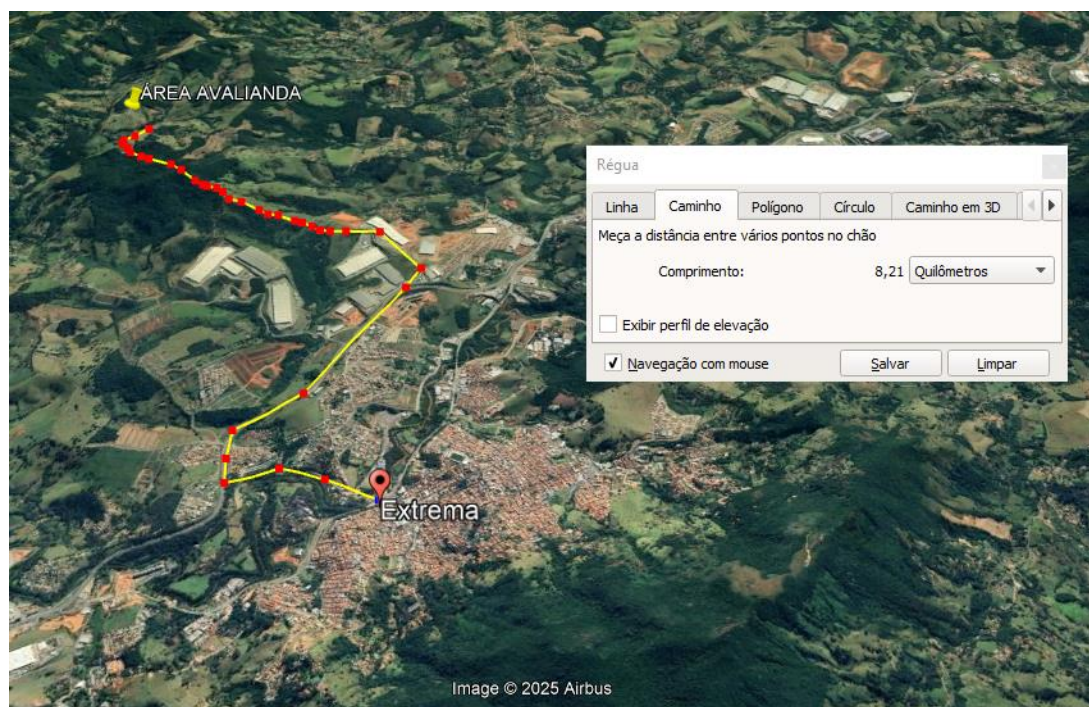 ÁREA AVALIANDA
Régua
Linha
Caminho
Polígono
Círculo
Caminho em 3D
Meça a distância entre vários pontos no chão
Comprimento: 8,21 Quilômetros
Exibir perfil de elevação
Navegação com mouse
Salvar
Limpar
Extrema
Image © 2025 Airbus